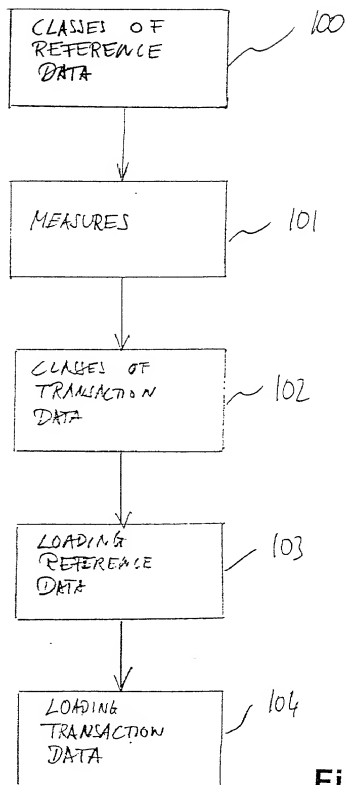 CLASSES OF
REFERENCE
DATA
100
MEASURES
101
CLASSES OF
TRANSACTION
DATA
102
LOADING
REFERENCE
DATA
103
LOADING
TRANSACTION
DATA
104